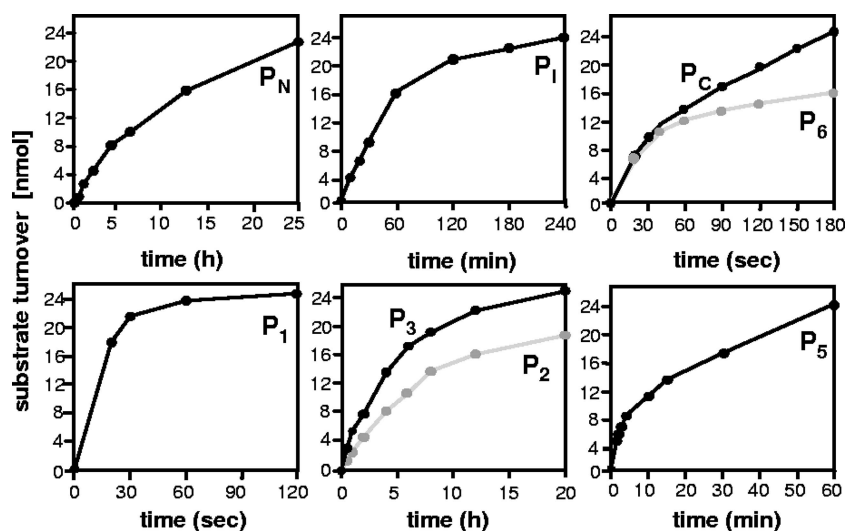 substrate turnover [nmol]
24
20
16
12
8
4
0
P_N
0 5 10 15 20 25
time (h)
24
20
16
12
8
4
0
P_I
0 60 120 180 240
time (min)
24
20
16
12
8
4
0
P_C
P_6
0 30 60 90 120 150 180
time (sec)
24
20
16
12
8
4
0
P_1
0 30 60 90 120
time (sec)
24
20
16
12
8
4
0
P_3
P_2
0 5 10 15 20
time (h)
24
20
16
12
8
4
0
P_5
0 10 20 30 40 50 60
time (min)